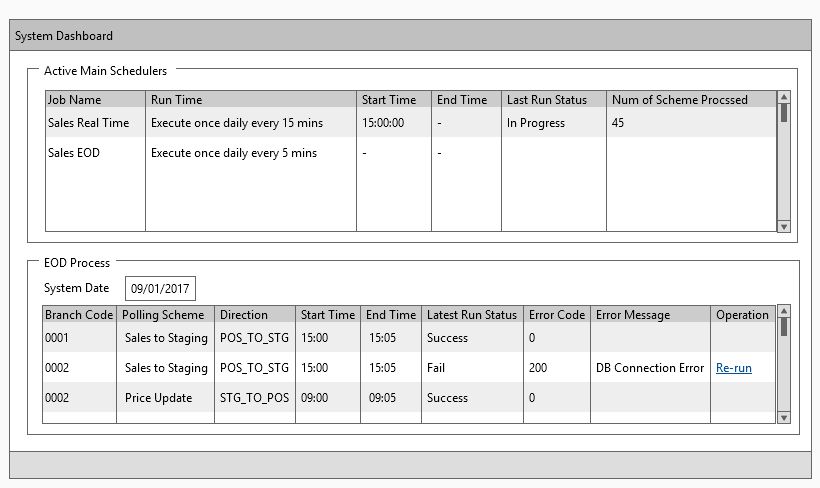 System Dashboard
Active Main Schedulers
Job Name Run Time Start Time End Time Last Run Status Num of Scheme Procssed
Sales Real Time Execute once daily every 15 mins 15:00:00 - In Progress 45
Sales EOD Execute once daily every 5 mins - -
EOD Process
System Date 09/01/2017
Branch Code Polling Scheme Direction Start Time End Time Latest Run Status Error Code Error Message Operation
0001 Sales to Staging POS_TO_STG 15:00 15:05 Success 0
0002 Sales to Staging POS_TO_STG 15:00 15:05 Fail 200 DB Connection Error Re-run
0002 Price Update STG_TO_POS 09:00 09:05 Success 0